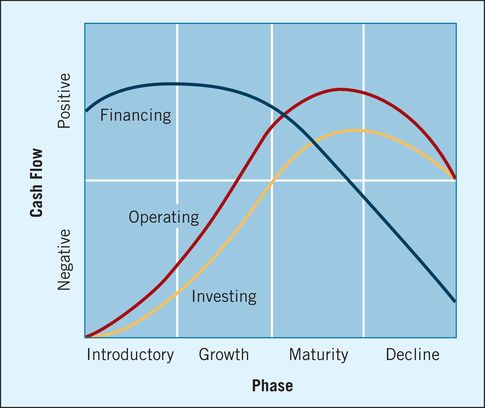 Positive
Financing
Cash Flow
Operating
Negative
Investing
Introductory Growth Maturity Decline
Phase